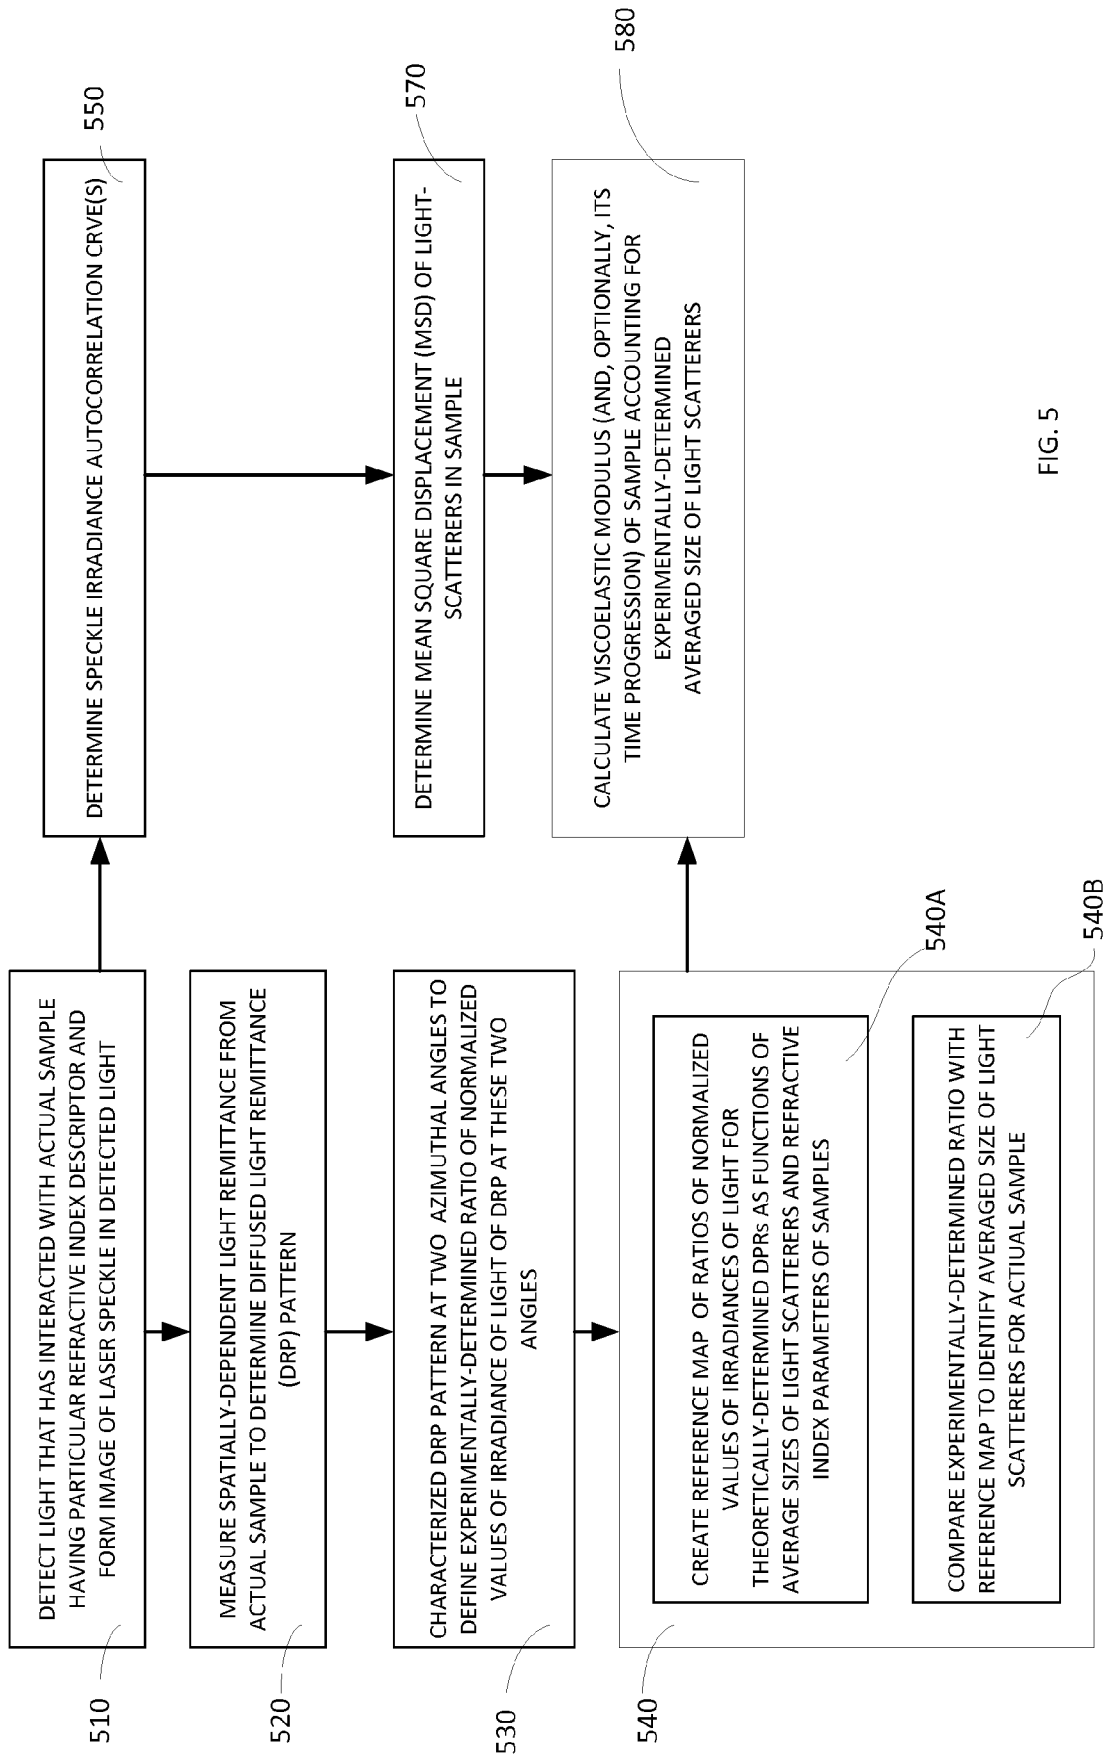 510
DETECT LIGHT THAT HAS INTERACTED WITH ACTUAL SAMPLE
HAVING PARTICULAR REFRACTIVE INDEX DESCRIPTOR AND
FORM IMAGE OF LASER SPECKLE IN DETECTED LIGHT
520
MEASURE SPATIALLY-DEPENDENT LIGHT REMITTANCE FROM
ACTUAL SAMPLE TO DETERMINE DIFFUSED LIGHT REMITTANCE
(DRP) PATTERN
530
CHARACTERIZED DRP PATTERN AT TWO AZIMUTHAL ANGLES TO
DEFINE EXPERIMENTALLY-DETERMINED RATIO OF NORMALIZED
VALUES OF IRRADIANCE OF LIGHT OF DRP AT THESE TWO
ANGLES
540
CREATE REFERENCE MAP OF RATIOS OF NORMALIZED
VALUES OF IRRADIANCES OF LIGHT FOR
THEORETICALLY-DETERMINED DPRs AS FUNCTIONS OF
AVERAGE SIZES OF LIGHT SCATTERERS AND REFRACTIVE
INDEX PARAMETERS OF SAMPLES
540A
COMPARE EXPERIMENTALLY-DETERMINED RATIO WITH
REFERENCE MAP TO IDENTIFY AVERAGED SIZE OF LIGHT
SCATTERERS FOR ACTIUAL SAMPLE
540B
DETERMINE SPECKLE IRRADIANCE AUTOCORRELATION CRVE(S)
550
DETERMINE MEAN SQUARE DISPLACEMENT (MSD) OF LIGHT-
SCATTERERS IN SAMPLE
570
CALCULATE VISCOELASTIC MODULUS (AND, OPTIONALLY, ITS
TIME PROGRESSION) OF SAMPLE ACCOUNTING FOR
EXPERIMENTALLY-DETERMINED
AVERAGED SIZE OF LIGHT SCATTERERS
580
FIG. 5